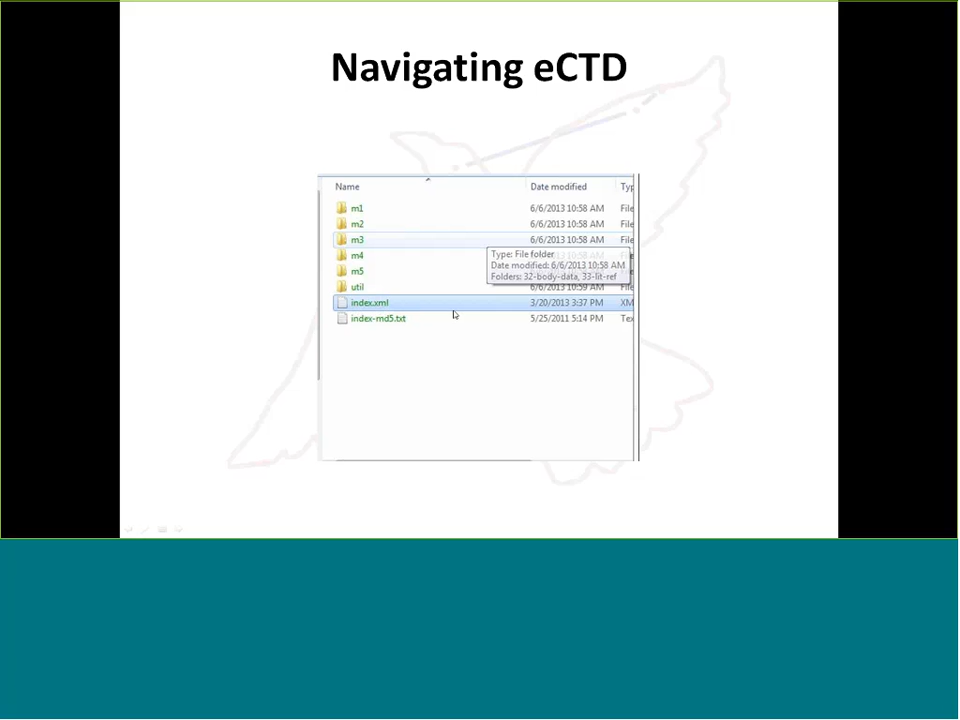 Navigating eCTD
Name Date modified Typ
m1 6/6/2013 10:58 AM File
m2 6/6/2013 10:58 AM File
m3 6/6/2013 10:58 AM File
m4
Type: File folder
Date modified: 6/6/2013 10:58 AM
Folders: 32-body-data, 33-lit-ref
m5
util 6/6/2013 10:59 AM File
index.xml 3/20/2013 3:37 PM XM
index-md5.txt 5/25/2011 5:14 PM Tex